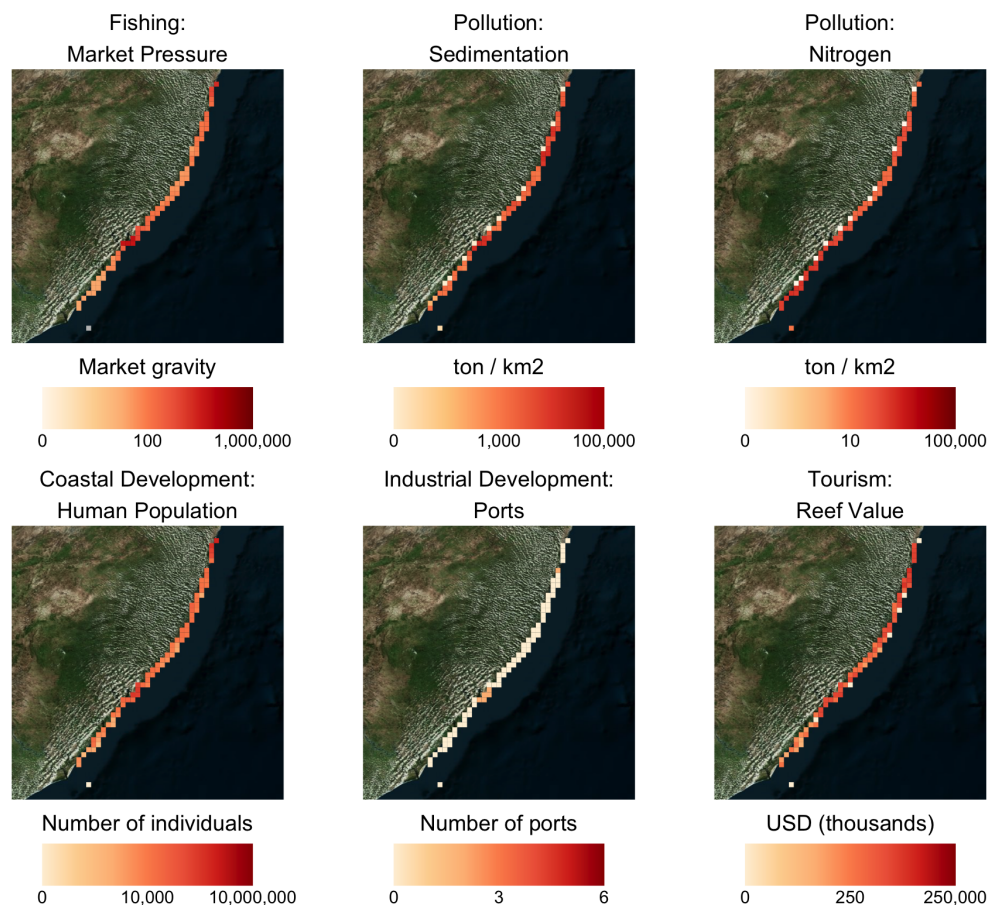 Fishing:
Market Pressure
Pollution:
Sedimentation
Pollution:
Nitrogen
Market gravity
0 100 1,000,000
ton / km2
0 1,000 100,000
ton / km2
0 10 100,000
Coastal Development:
Human Population
Industrial Development:
Ports
Tourism:
Reef Value
Number of individuals
0 10,000 10,000,000
Number of ports
0 3 6
USD (thousands)
0 250 250,000